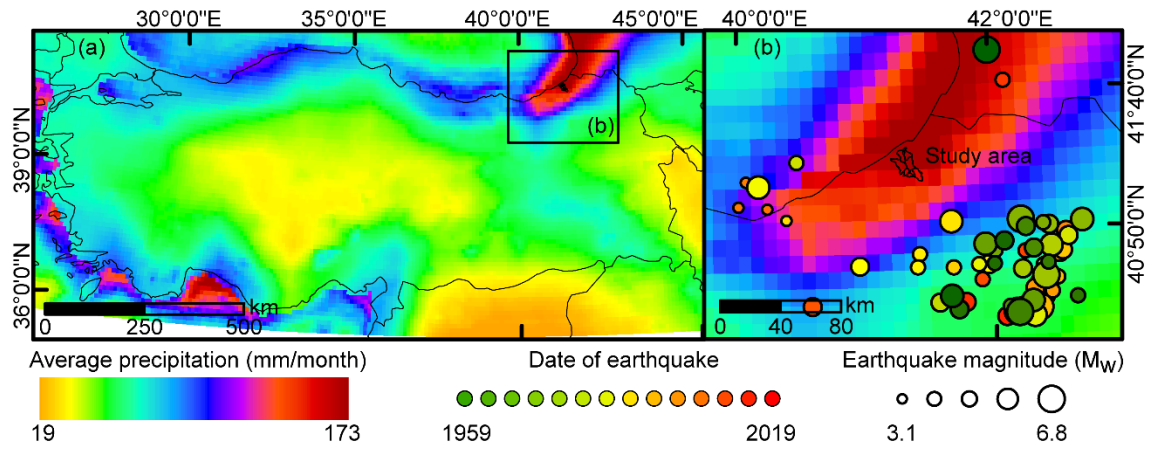 30°0'0"E 35°0'0"E 40°0'0"E 45°0'0"E 40°0'0"E 42°0'0"E
(a) (b)
41°40'0"N
39°0'0"N
(b)
Study area
40°50'0"N
36°0'0"N
km
0 250 500
km
0 40 80
Average precipitation (mm/month) Date of earthquake Earthquake magnitude (Mw)
19 173 1959 2019 3.1 6.8